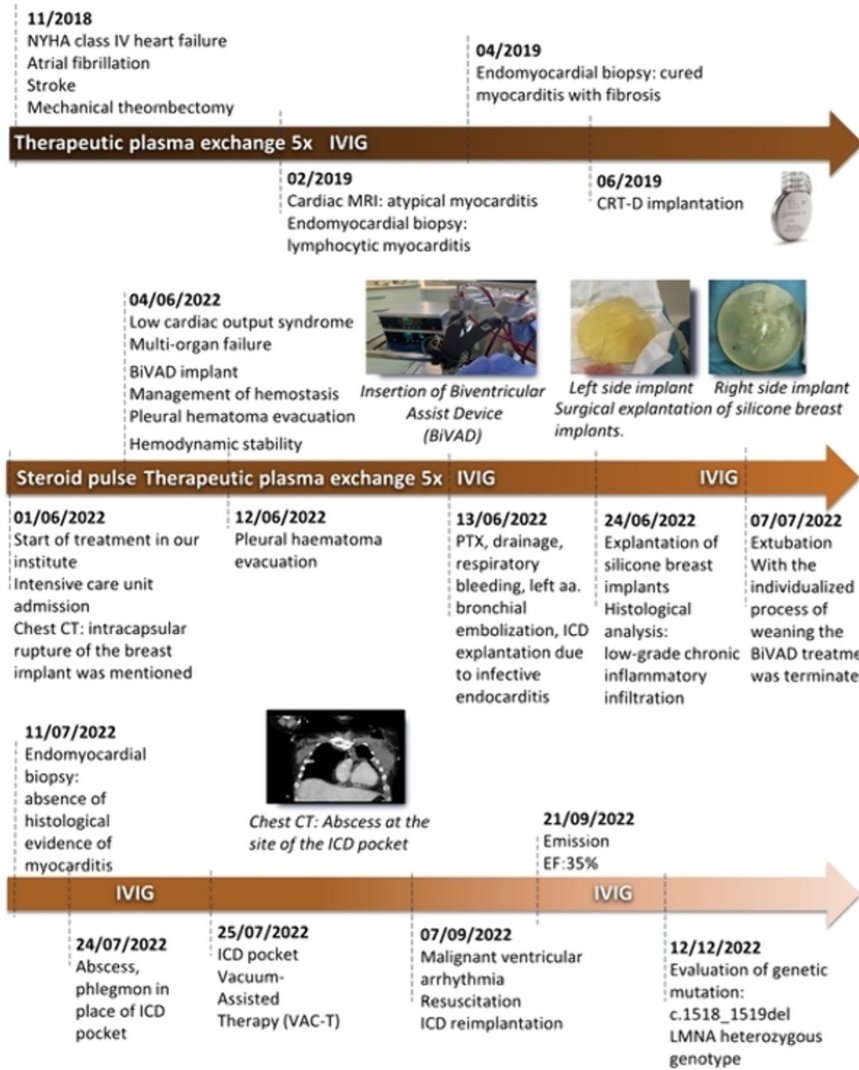 11/2018
NYHA class IV heart failure
Atrial fibrillation
Stroke
Mechanical theombectomy
04/2019
Endomyocardial biopsy: cured
myocarditis with fibrosis
Therapeutic plasma exchange 5x IVIG
02/2019
Cardiac MRI: atypical myocarditis
Endomyocardial biopsy:
lymphocytic myocarditis
06/2019
CRT-D implantation
04/06/2022
Low cardiac output syndrome
Multi-organ failure
BiVAD implant
Management of hemostasis
Pleural hematoma evacuation
Hemodynamic stability
Insertion of Biventricular
Assist Device
(BiVAD)
Left side implant Right side implant
Surgical explantation of silicone breast
implants.
Steroid pulse Therapeutic plasma exchange 5x IVIG IVIG
01/06/2022
Start of treatment in our
institute
Intensive care unit
admission
Chest CT: intracapsular
rupture of the breast
implant was mentioned
12/06/2022
Pleural haematoma
evacuation
13/06/2022
PTX, drainage,
respiratory
bleeding, left aa.
bronchial
embolization, ICD
explantation due
to infective
endocarditis
24/06/2022
Explantation of
silicone breast
implants
Histological
analysis:
low-grade chronic
inflammatory
infiltration
07/07/2022
Extubation
With the
individualized
process of
weaning the
BiVAD treatme
was terminate
11/07/2022
Endomyocardial
biopsy:
absence of
histological
evidence of
myocarditis
Chest CT: Abscess at the
site of the ICD pocket
21/09/2022
Emission
EF:35%
IVIG IVIG
24/07/2022
Abscess,
phlegmon in
place of ICD
pocket
25/07/2022
ICD pocket
Vacuum-
Assisted
Therapy (VAC-T)
07/09/2022
Malignant ventricular
arrhythmia
Resuscitation
ICD reimplantation
12/12/2022
Evaluation of genetic
mutation:
c.1518_1519del
LMNA heterozygous
genotype